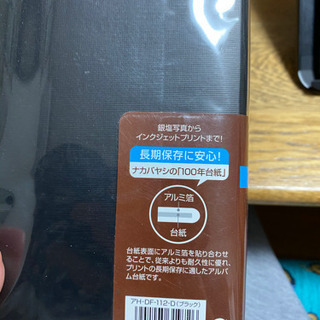 銀塩写真から
インクジェットプリントまで!
長期保存に安心!
ナカバヤシの「100年台紙」
アルミ箔
台紙
台紙表面にアルミ箔を貼り合わせ
ることで、従来よりも耐久性に優れ、
プリントの長期保存に適したアルバ
ム台紙です。
アH-DF-112-D(ブラック)